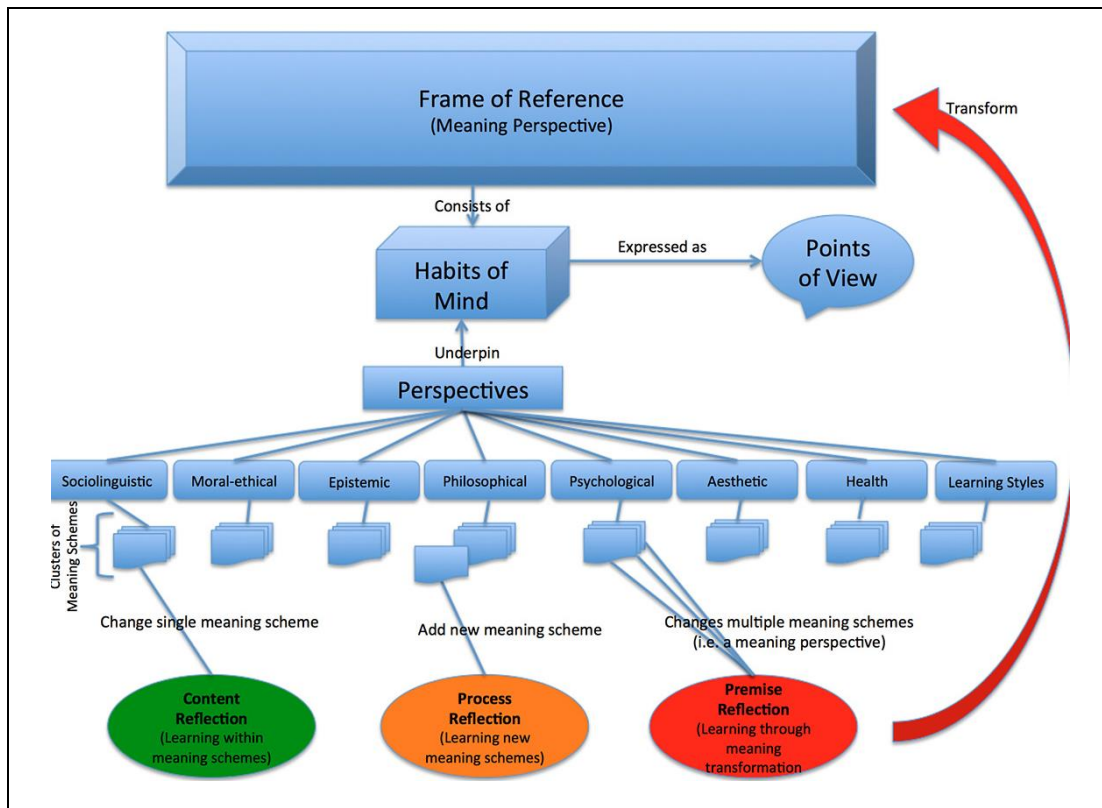 Frame of Reference
(Meaning Perspective)
Transform
Consists of
Habits of
Mind
Expressed as
Points
of View
Underpin
Perspectives
Sociolinguistic
Moral-ethical
Epistemic
Philosophical
Psychological
Aesthetic
Health
Learning Styles
Clusters of
Meaning Schemes
Change single meaning scheme
Add new meaning scheme
Changes multiple meaning schemes
(i.e. a meaning perspective)
Content
Reflection
(Learning within
meaning schemes)
Process
Reflection
(Learning new
meaning schemes)
Premise
Reflection
(Learning through
meaning
transformation